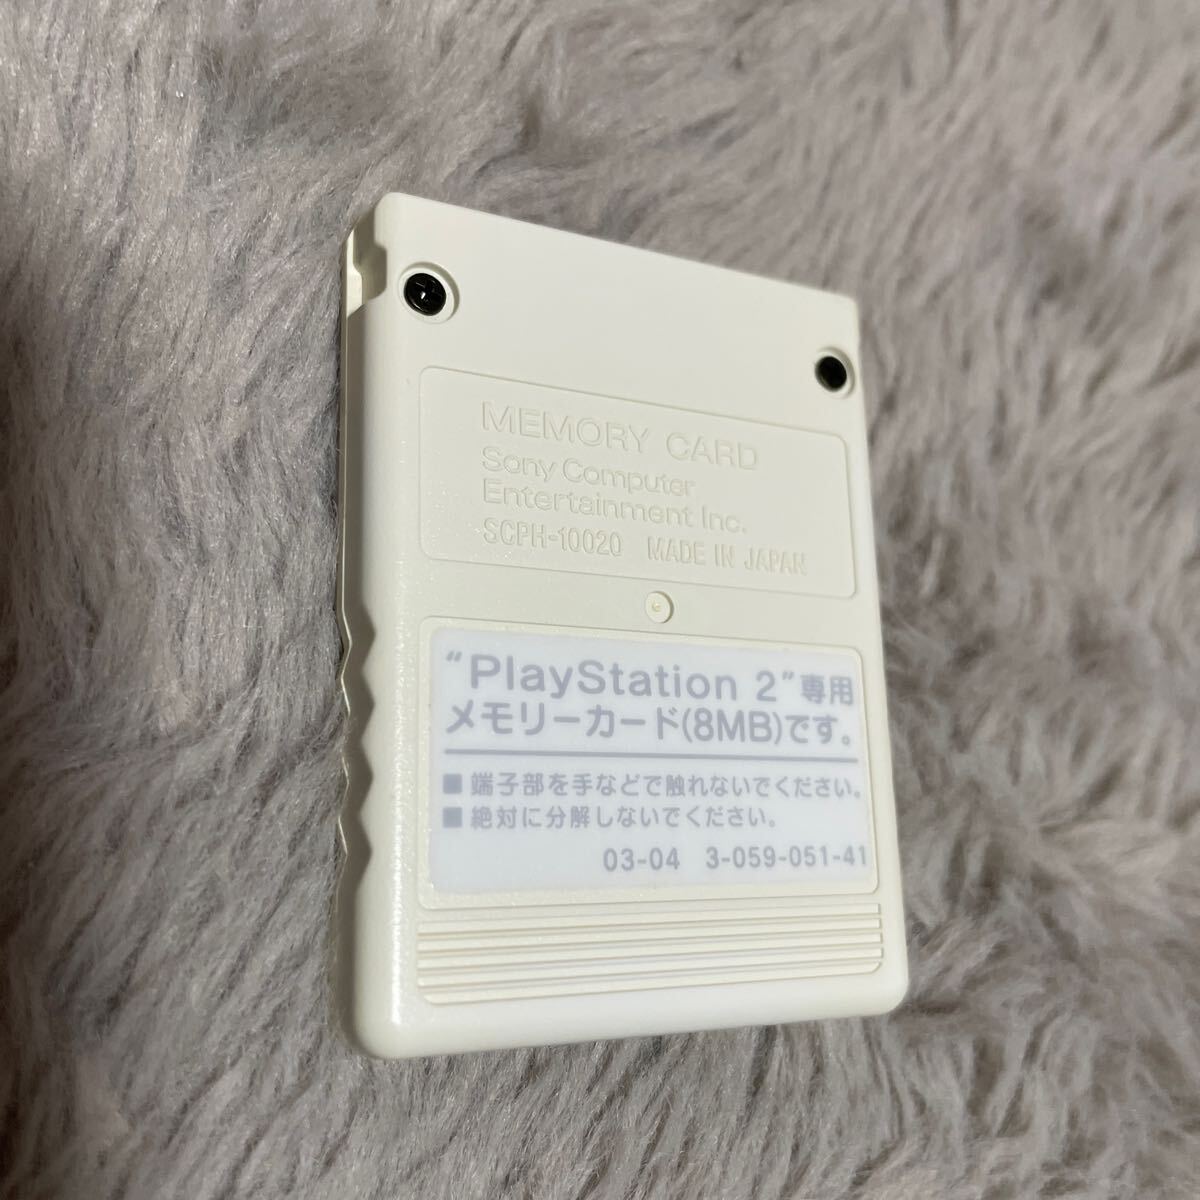 MEMORY CARD
Sony Computer
Entertainment Inc.
SCPH-10020 MADE IN JAPAN
“PlayStation 2”専用
メモリーカード(8MB)です。
■ 端子部を手などで触れないでください。
■ 絶対に分解しないでください。
03-04 3-059-051-41